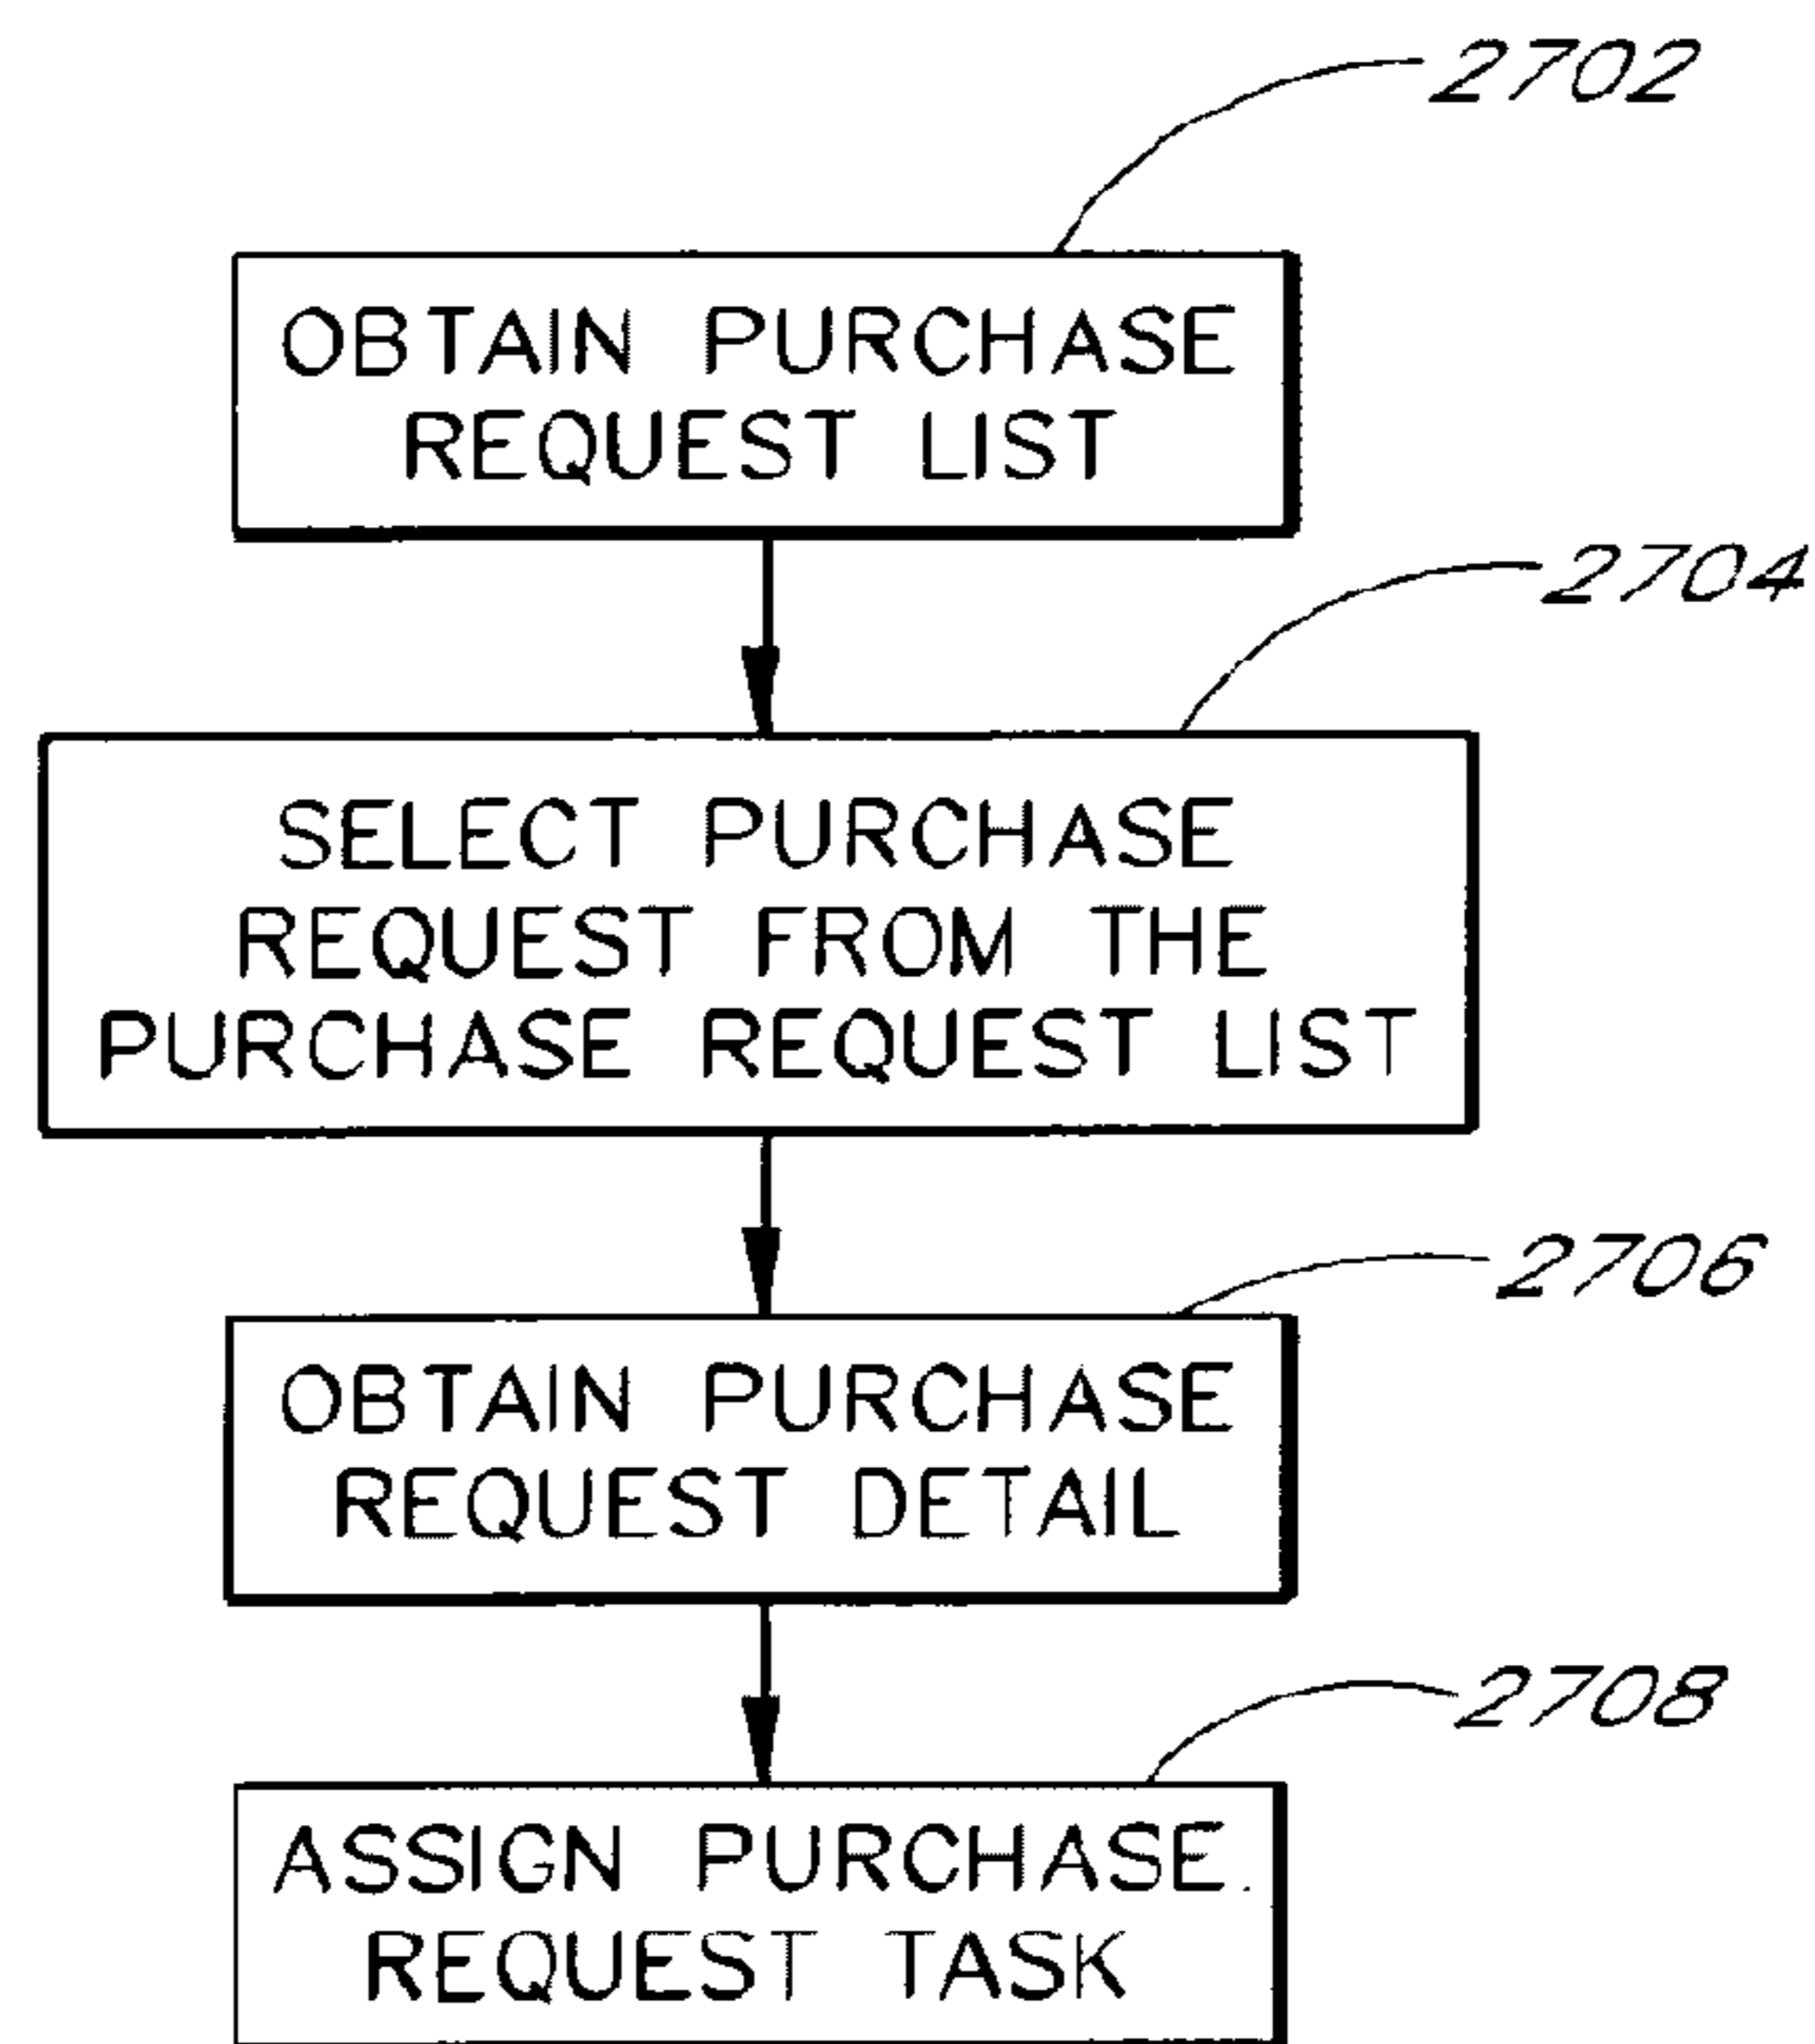 2702
OBTAIN PURCHASE
REQUEST LIST
2704
SELECT PURCHASE
REQUEST FROM THE
PURCHASE REQUEST LIST
2706
OBTAIN PURCHASE
REQUEST DETAIL
2708
ASSIGN PURCHASE
REQUEST TASK